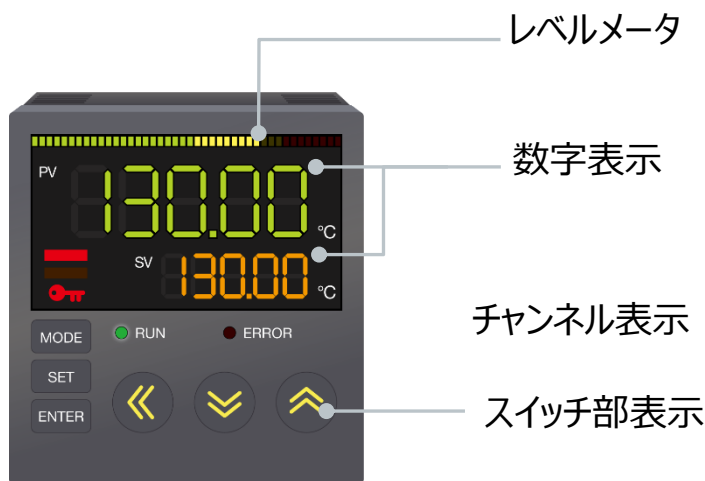 レベルメータ
数字表示
PV
130.00
℃
SV
130.00
℃
チャンネル表示
MODE
RUN
ERROR
SET
ENTER
スイッチ部表示